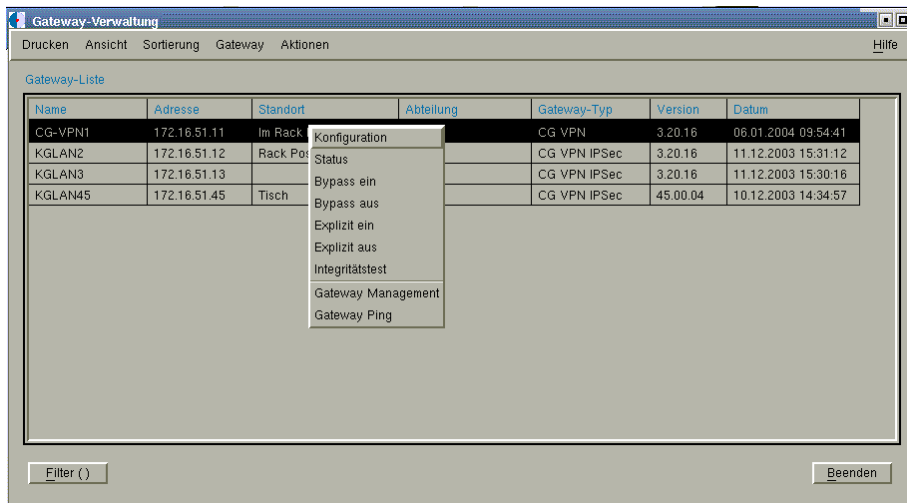 Gateway-Verwaltung
Drucken Ansicht Sortierung Gateway Aktionen Hilfe
Gateway-Liste
Name Adresse Standort Abteilung Gateway-Typ Version Datum
CG-VPN1 172.16.51.11 Im Rack CG VPN 3.20.16 06.01.2004 09:54:41
KGLAN2 172.16.51.12 Rack Pos CG VPN IPSec 3.20.16 11.12.2003 15:31:12
KGLAN3 172.16.51.13 CG VPN IPSec 3.20.16 11.12.2003 15:30:16
KGLAN45 172.16.51.45 Tisch CG VPN IPSec 45.00.04 10.12.2003 14:34:57
Konfiguration
Status
Bypass ein
Bypass aus
Explizit ein
Explizit aus
Integritätstest
Gateway Management
Gateway Ping
Filter ( ) Beenden